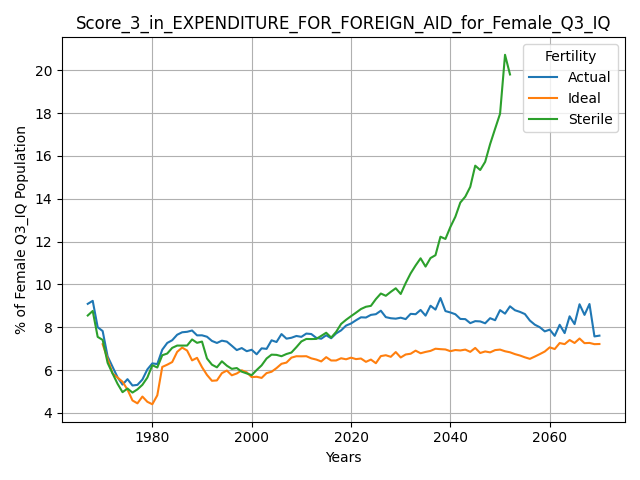 Score_3_in_EXPENDITURE_FOR_FOREIGN_AID_for_Female_Q3_IQ
% of Female Q3_IQ Population
20
18
16
14
12
10
8
6
4
Fertility
Actual
Ideal
Sterile
1980
2000
2020
2040
2060
Years